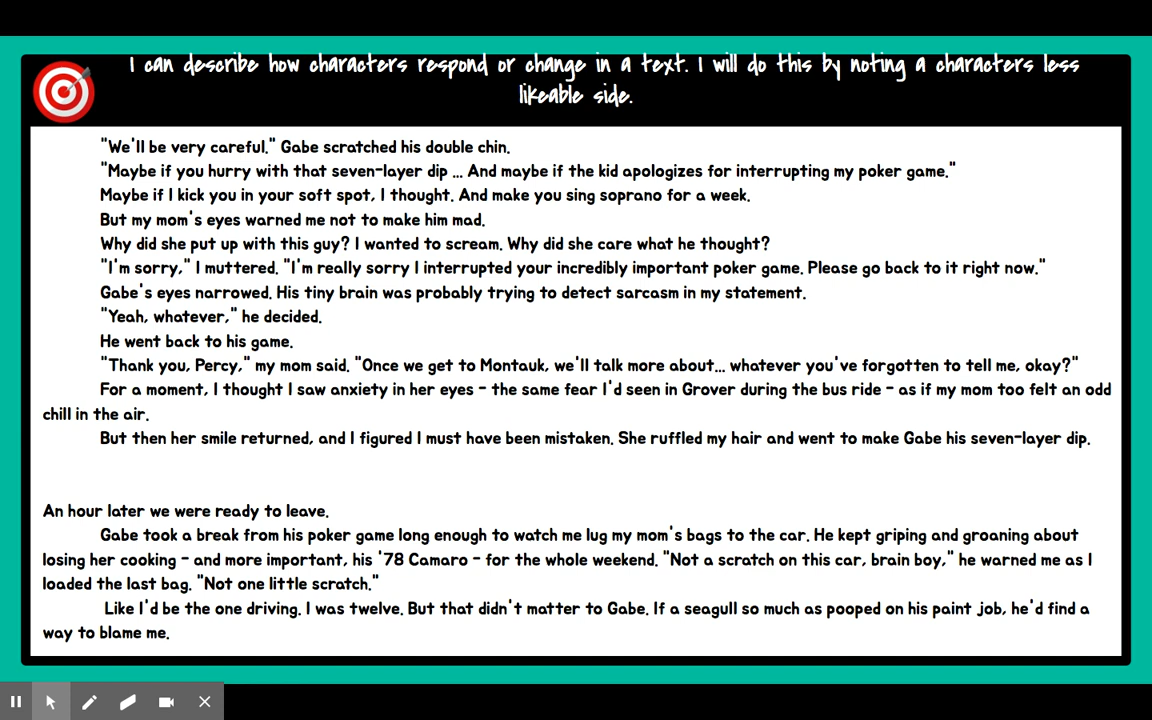 I can describe how characters respond or change in a text. I will do this by noting a characters less
likeable side.
"We'll be very careful." Gabe scratched his double chin.
"Maybe if you hurry with that seven-layer dip ... And maybe if the kid apologizes for interrupting my poker game."
Maybe if I kick you in your soft spot, I thought. And make you sing soprano for a week.
But my mom's eyes warned me not to make him mad.
Why did she put up with this guy? I wanted to scream. Why did she care what he thought?
"I'm sorry," I muttered. "I'm really sorry I interrupted your incredibly important poker game. Please go back to it right now."
Gabe's eyes narrowed. His tiny brain was probably trying to detect sarcasm in my statement.
"Yeah, whatever," he decided.
He went back to his game.
"Thank you, Percy," my mom said. "Once we get to Montauk, we'll talk more about... whatever you've forgotten to tell me, okay?"
For a moment, I thought I saw anxiety in her eyes - the same fear I'd seen in Grover during the bus ride - as if my mom too felt an odd
chill in the air.
But then her smile returned, and I figured I must have been mistaken. She ruffled my hair and went to make Gabe his seven-layer dip.
An hour later we were ready to leave.
Gabe took a break from his poker game long enough to watch me lug my mom's bags to the car. He kept griping and groaning about
losing her cooking - and more important, his '78 Camaro - for the whole weekend. "Not a scratch on this car, brain boy," he warned me as I
loaded the last bag. "Not one little scratch."
Like I'd be the one driving. I was twelve. But that didn't matter to Gabe. If a seagull so much as pooped on his paint job, he'd find a
way to blame me.